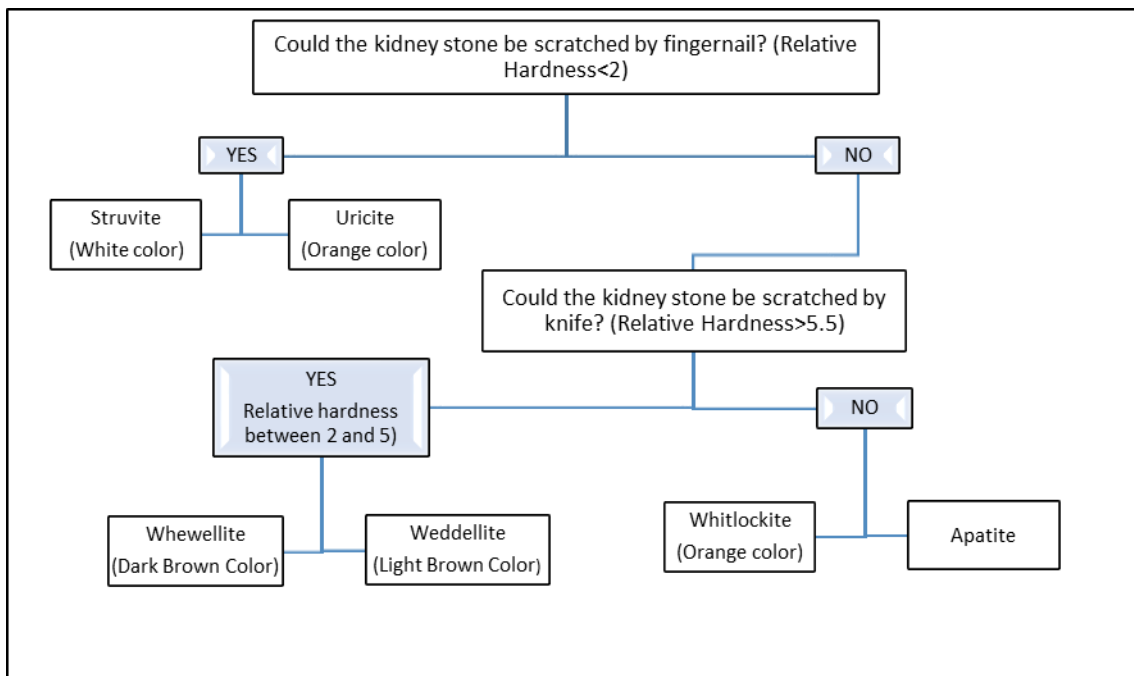 Could the kidney stone be scratched by fingernail? (Relative
Hardness<2)
YES
NO
Struvite
(White color)
Uricite
(Orange color)
Could the kidney stone be scratched by
knife? (Relative Hardness>5.5)
YES
Relative hardness
between 2 and 5)
NO
Whewellite
(Dark Brown Color)
Weddellite
(Light Brown Color)
Whitlockite
(Orange color)
Apatite